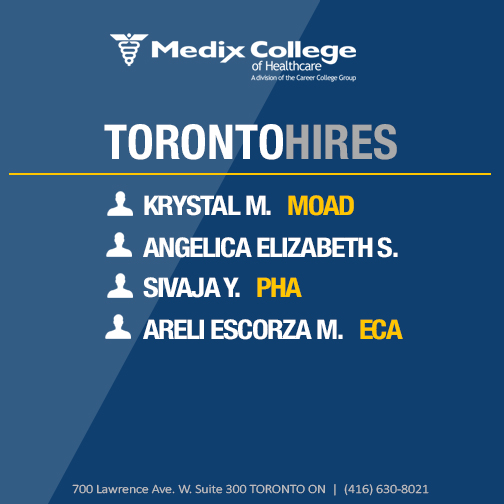 Medix College
of Healthcare
A division of the Career College Group
TORONTOHIRES
KRYSTAL M. MOAD
ANGELICA ELIZABETH S.
SIVAJA Y. PHA
ARELI ESCORZA M. ECA
700 Lawrence Ave. W. Suite 300 TORONTO ON | (416) 630-8021